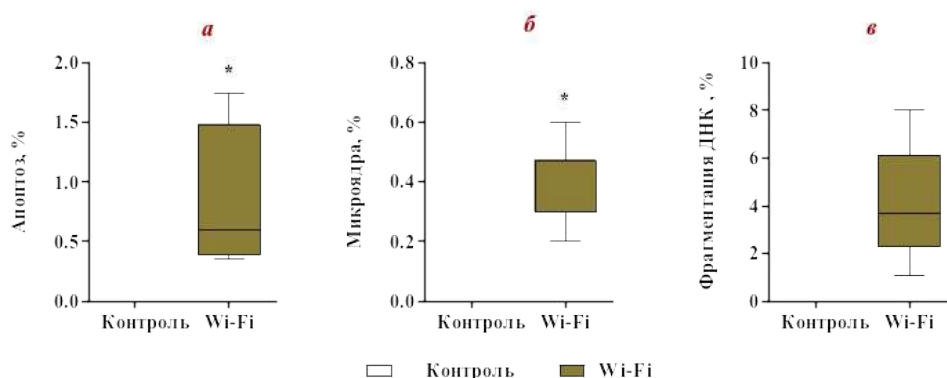 а
Апоптоз, %
2.0
1.5
1.0
0.5
0.0
*
Контроль Wi-Fi
б
Микроядра, %
0.8
0.6
0.4
0.2
0.0
*
Контроль Wi-Fi
в
Фрагментация ДНК , %
10
8
6
4
2
0
Контроль Wi-Fi
Контроль Wi-Fi